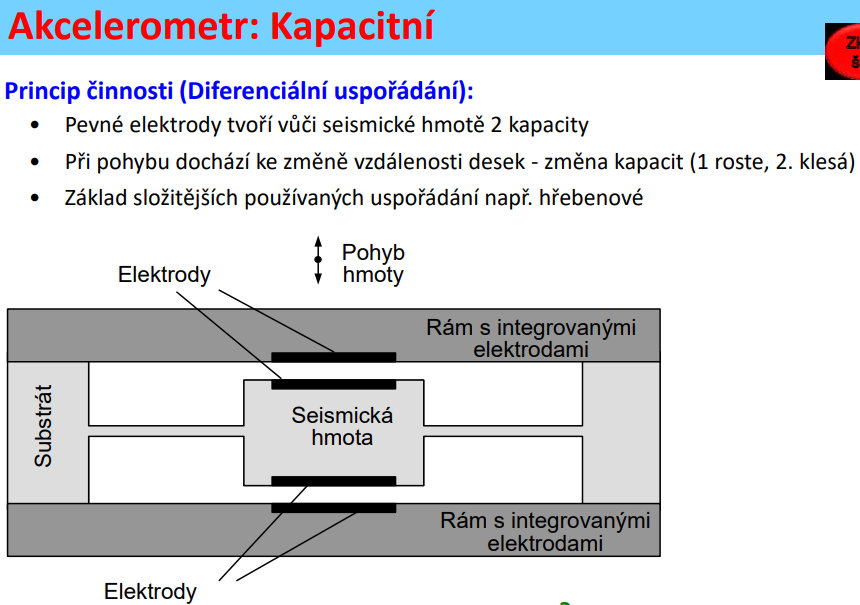 Akcelerometr: Kapacitní
Princip činnosti (Diferenciální uspořádání):
• Pevné elektrody tvoří vůči seismické hmotě 2 kapacity
• Při pohybu dochází ke změně vzdálenosti desek - změna kapacit (1 roste, 2. klesá)
• Základ složitějších používaných uspořádání např. hřebenové
Pohyb
hmoty
Elektrody
Rám s integrovanými
elektrodami
Substrát
Seismická
hmota
Rám s integrovanými
elektrodami
Elektrody